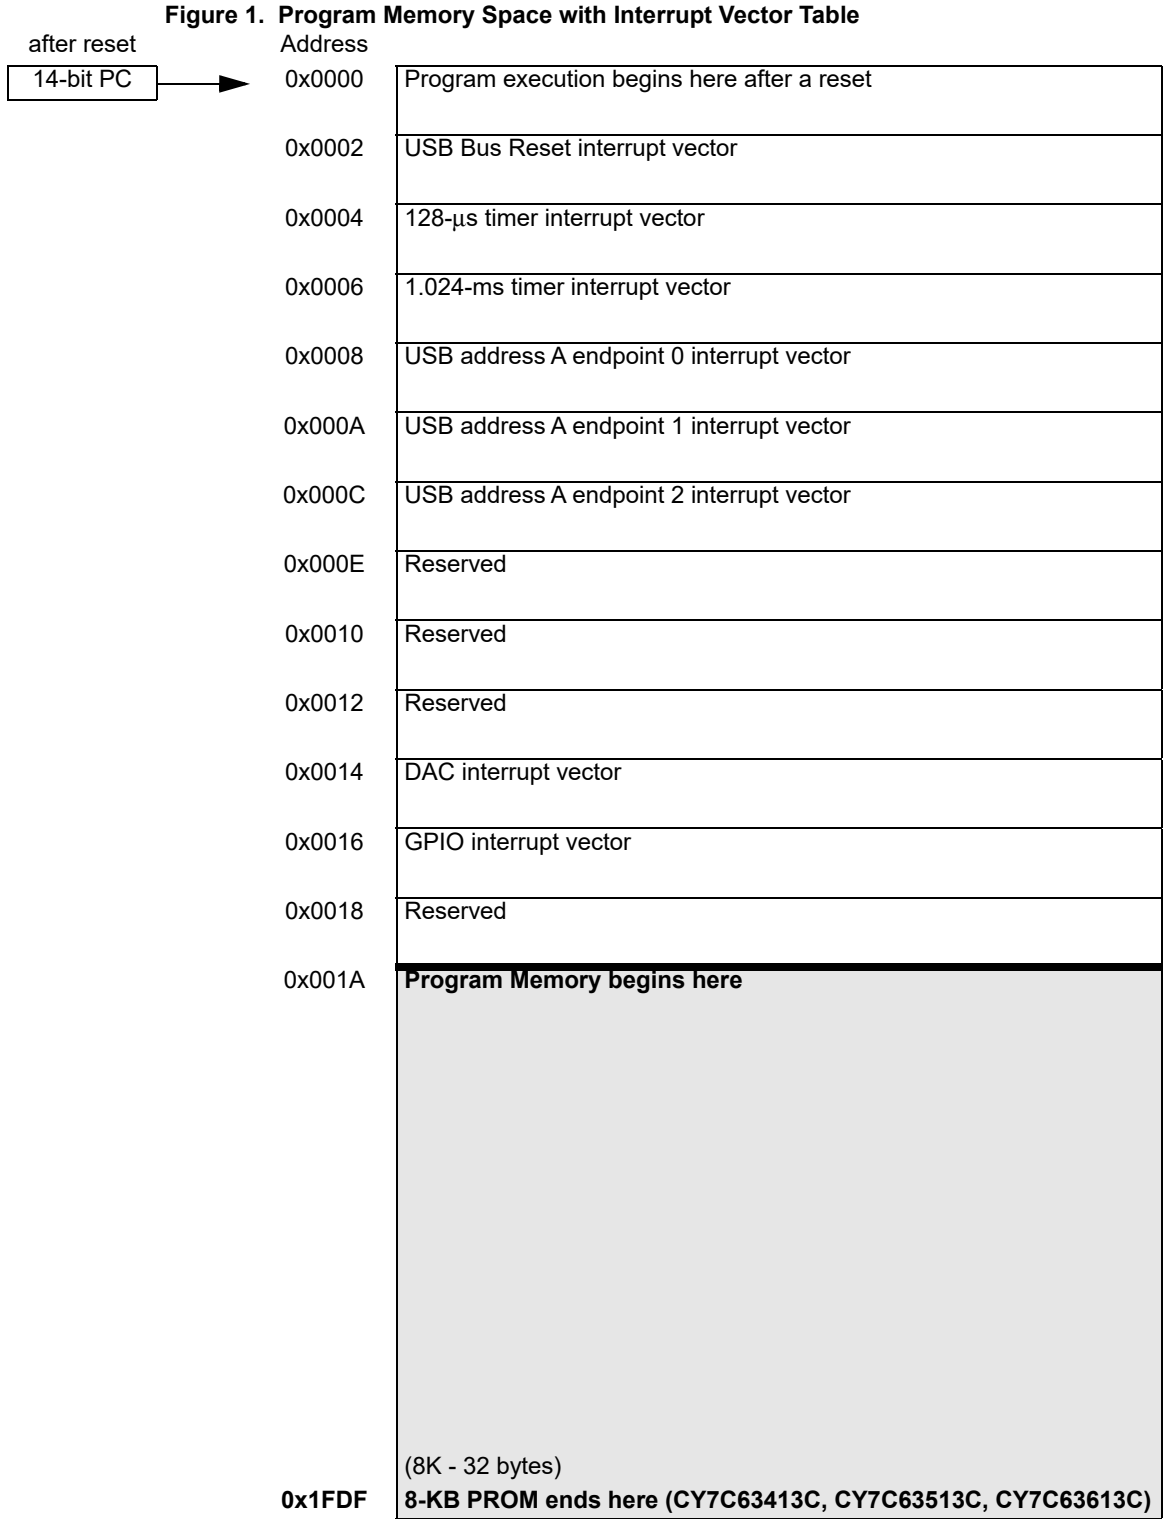 Figure 1.  Program Memory Space with Interrupt Vector Table
after reset Address
14-bit PC 0x0000 Program execution begins here after a reset
0x0002 USB Bus Reset interrupt vector
0x0004 128-μs timer interrupt vector
0x0006 1.024-ms timer interrupt vector
0x0008 USB address A endpoint 0 interrupt vector
0x000A USB address A endpoint 1 interrupt vector
0x000C USB address A endpoint 2 interrupt vector
0x000E Reserved
0x0010 Reserved
0x0012 Reserved
0x0014 DAC interrupt vector
0x0016 GPIO interrupt vector
0x0018 Reserved
0x001A Program Memory begins here
(8K - 32 bytes)
0x1FDF 8-KB PROM ends here (CY7C63413C, CY7C63513C, CY7C63613C)